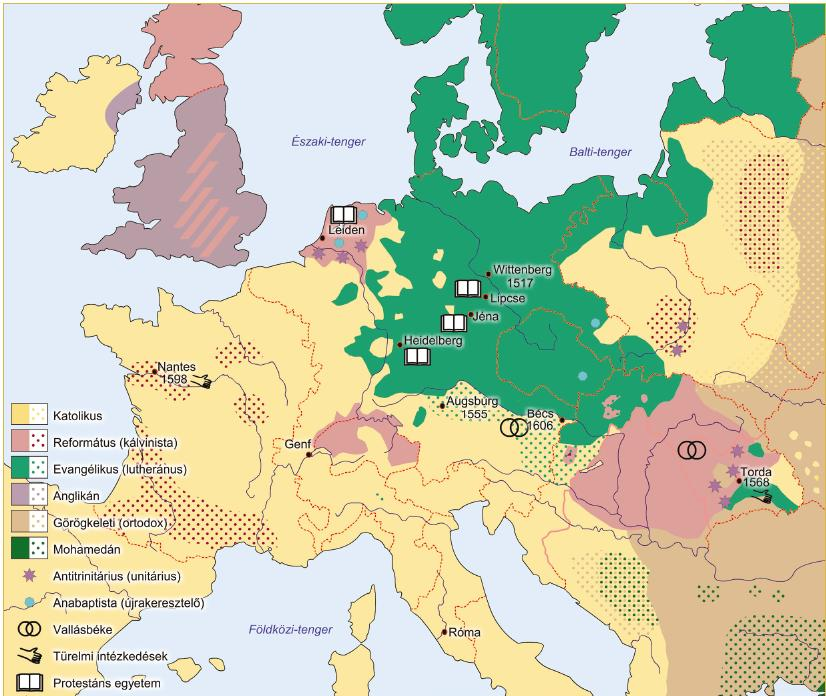 Északi-tenger
Balti-tenger
Leiden
Wittenberg
1517
Lipcse
Jéna
Heidelberg
Nantes
1598
Augsburg
1555
Bécs
1606
Genf
Torda
1568
Földközi-tenger
Róma
Katolikus
Református (kálvinista)
Evangélikus (lutheránus)
Anglikán
Görögkeleti (ortodox)
Mohamedán
Antitrinitárius (unitárius)
Anabaptista (újrakeresztelő)
Vallásbéke
Türelmi intézkedések
Protestáns egyetem